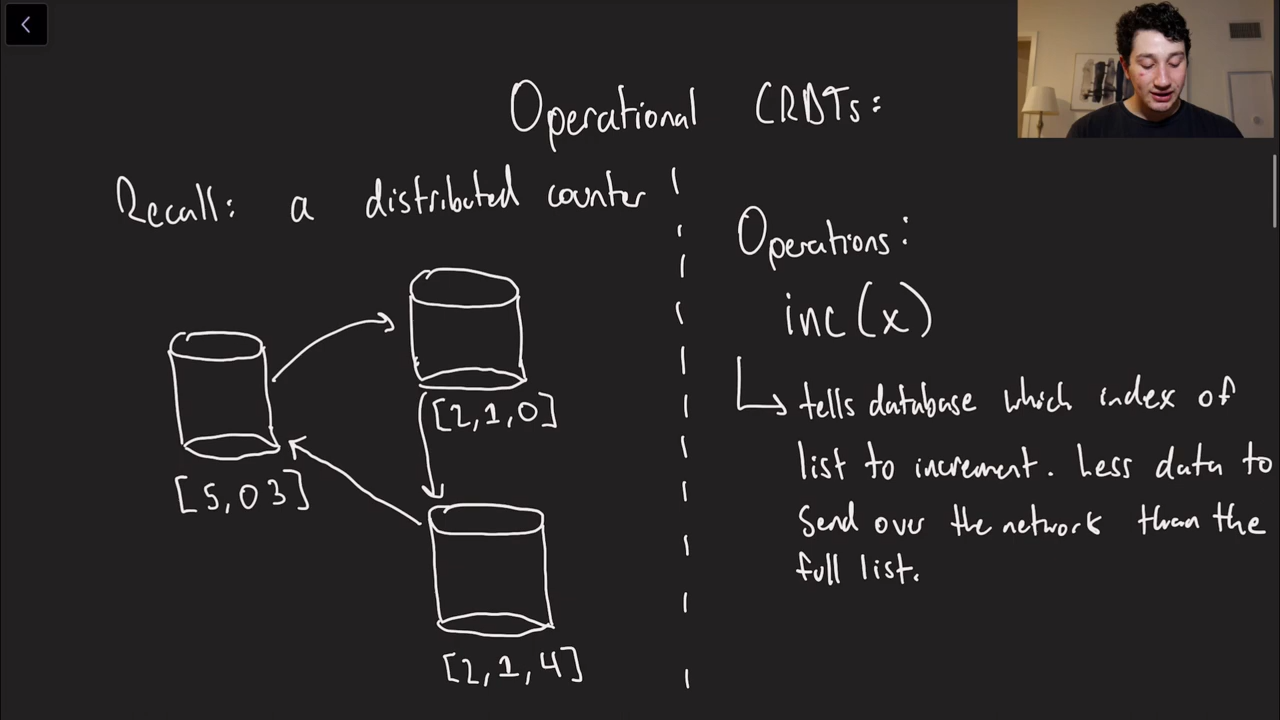 Operational CRDTs:
Recall: a distributed counter
[2,1,0]
[5,0 3]
[2,1,4]
Operations:
inc(x)
tells database which index of
list to increment. Less data to
send over the network than the
full list.